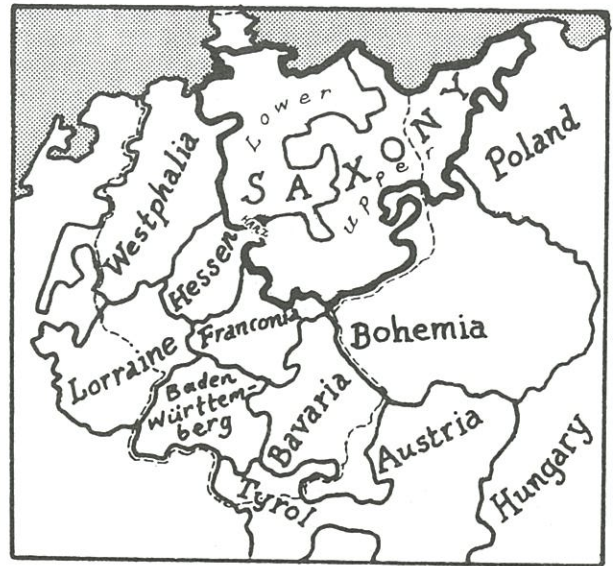 Lower
SAXONY
Upper
Poland
Westphalia
HARZ
Hessen
Franconia
Bohemia
Lorraine
Baden
Württem-
berg
Bavaria
Austria
Hungary
Tyrol